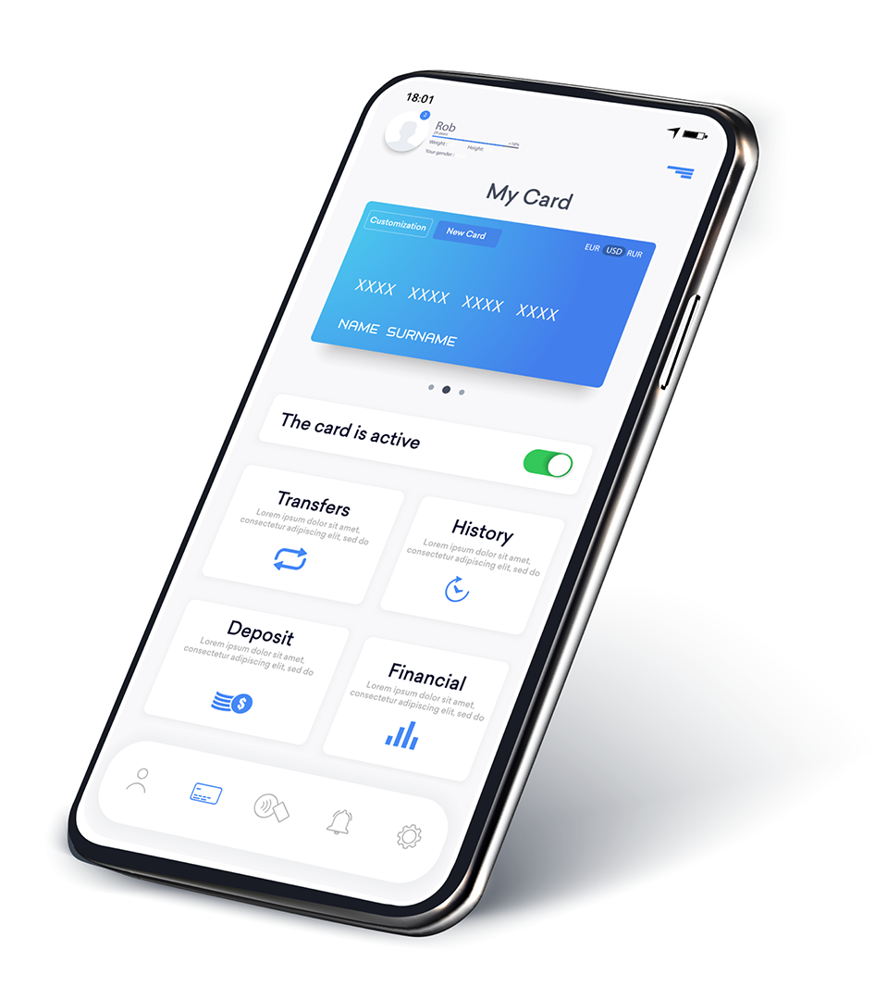 18:01
2
Rob
29 years
+18%
Weight : Height:
Your gender :
My Card
Customization New Card EUR USD RUR
XXXX XXXX XXXX XXXX
NAME SURNAME
The card is active
Transfers
Lorem ipsum dolor sit amet,
consectetur adipiscing elit, sed do
History
Lorem ipsum dolor sit amet,
consectetur adipiscing elit, sed do
Deposit
Lorem ipsum dolor sit amet,
consectetur adipiscing elit, sed do
$
Financial
Lorem ipsum dolor sit amet,
consectetur adipiscing elit, sed do